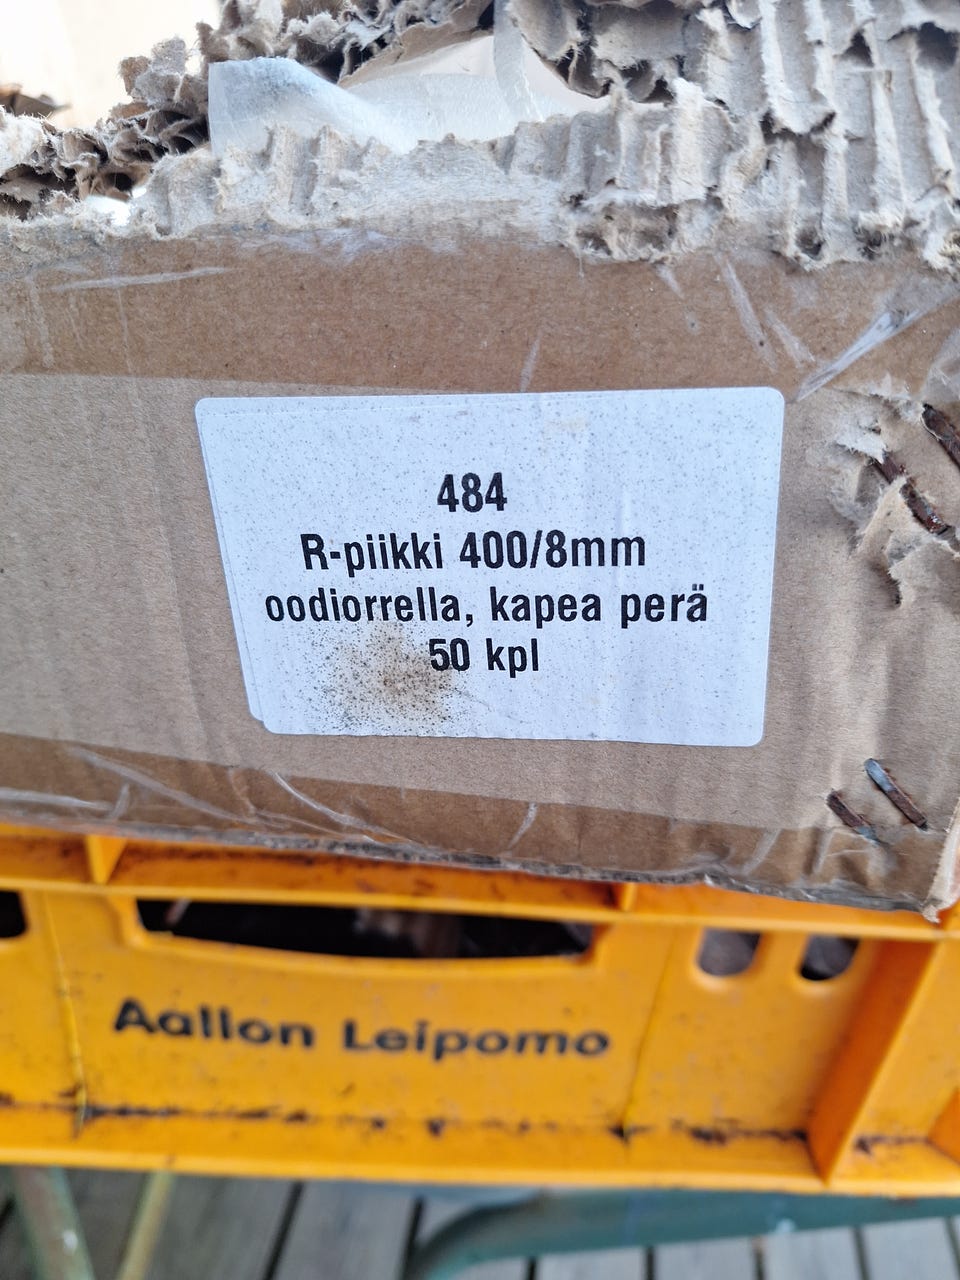 484
R-piikki 400/8mm
oodiorrella, kapea perä
50 kpl
Aallon Leipomo